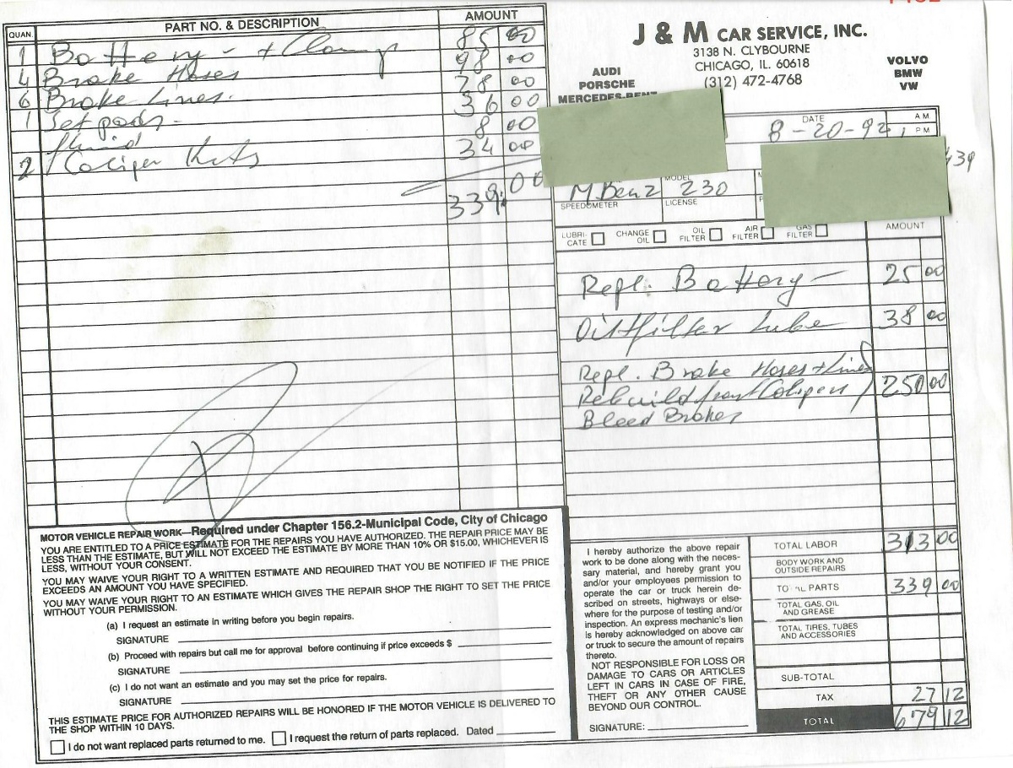 QUAN. PART NO. & DESCRIPTION AMOUNT
1 Battery - + Clamp 85 00
4 Brake Hoses 98 00
6 Brake Lines. 78 00
1 Set pads - 36 00
fluid 8 00
2 Caliper Kits 34 00
339. 00
MOTOR VEHICLE REPAIR WORK—Required under Chapter 156.2-Municipal Code, City of Chicago
YOU ARE ENTITLED TO A PRICE ESTIMATE FOR THE REPAIRS YOU HAVE AUTHORIZED. THE REPAIR PRICE MAY BE
LESS THAN THE ESTIMATE, BUT WILL NOT EXCEED THE ESTIMATE BY MORE THAN 10% OR $15.00, WHICHEVER IS
LESS, WITHOUT YOUR CONSENT.
YOU MAY WAIVE YOUR RIGHT TO A WRITTEN ESTIMATE AND REQUIRED THAT YOU BE NOTIFIED IF THE PRICE
EXCEEDS AN AMOUNT YOU HAVE SPECIFIED.
YOU MAY WAIVE YOUR RIGHT TO AN ESTIMATE WHICH GIVES THE REPAIR SHOP THE RIGHT TO SET THE PRICE
WITHOUT YOUR PERMISSION.
(a) I request an estimate in writing before you begin repairs.
SIGNATURE
(b) Proceed with repairs but call me for approval before continuing if price exceeds $
SIGNATURE
(c) I do not want an estimate and you may set the price for repairs.
SIGNATURE
THIS ESTIMATE PRICE FOR AUTHORIZED REPAIRS WILL BE HONORED IF THE MOTOR VEHICLE IS DELIVERED TO
THE SHOP WITHIN 10 DAYS.
I do not want replaced parts returned to me. I request the return of parts replaced. Dated
J & M CAR SERVICE, INC.
3138 N. CLYBOURNE
CHICAGO, IL. 60618
(312) 472-4768
AUDI
PORSCHE
MERCEDES-BENZ
VOLVO
BMW
VW
DATE AM
8-20-92 PM
439
MODEL
M.Benz 230
SPEEDOMETER LICENSE
LUBRI-
CATE CHANGE
OIL OIL
FILTER AIR
FILTER GAS
FILTER AMOUNT
Repl. Battery - 25 00
Oil+filter Lube 38 00
Repl. Brake Hoses + Lines
Rebuild front Calipers 250 00
Bleed Brakes
I hereby authorize the above repair
work to be done along with the neces-
sary material, and hereby grant you
and/or your employees permission to
operate the car or truck herein de-
scribed on streets, highways or else-
where for the purpose of testing and/or
inspection. An express mechanic's lien
is hereby acknowledged on above car
or truck to secure the amount of repairs
thereto.
NOT RESPONSIBLE FOR LOSS OR
DAMAGE TO CARS OR ARTICLES
LEFT IN CARS IN CASE OF FIRE,
THEFT OR ANY OTHER CAUSE
BEYOND OUR CONTROL.
SIGNATURE:
TOTAL LABOR 313 00
BODY WORK AND
OUTSIDE REPAIRS
TOTAL PARTS 339 00
TOTAL GAS, OIL
AND GREASE
TOTAL TIRES, TUBES
AND ACCESSORIES
SUB-TOTAL
TAX 27 12
TOTAL 679 12